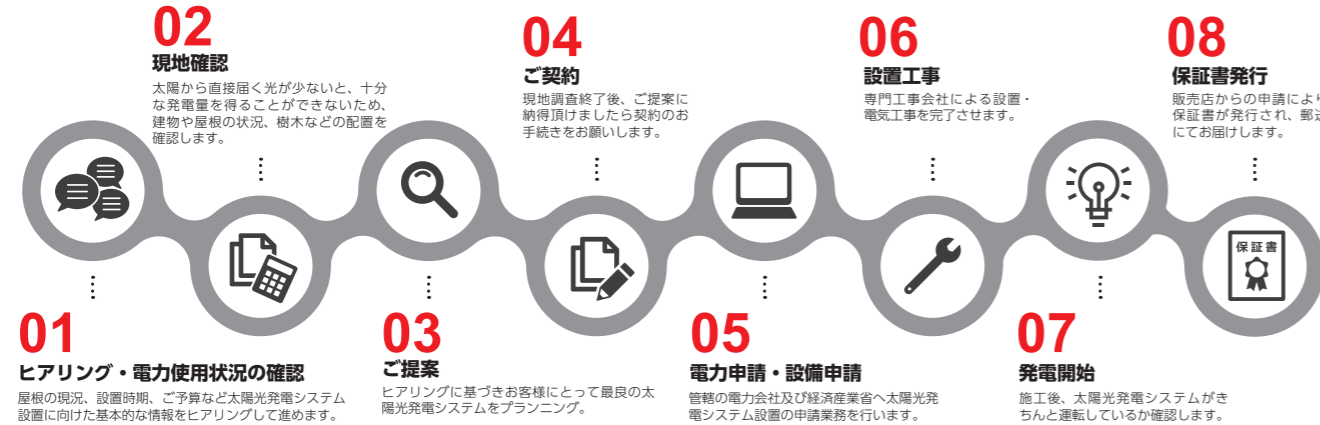 01
ヒアリング・電力使用状況の確認
屋根の現況、設置時期、ご予算など太陽光発電システム
設置に向けた基本的な情報をヒアリングして進めます。
02
現地確認
太陽から直接届く光が少ないと、十分
な発電量を得ることができないため、
建物や屋根の状況、樹木などの配置を
確認します。
03
ご提案
ヒアリングに基づきお客様にとって最良の太
陽光発電システムをプランニング。
04
ご契約
現地調査終了後、ご提案に
納得頂けましたら契約のお
手続きをお願いします。
05
電力申請・設備申請
管轄の電力会社及び経済産業省へ太陽光発
電システム設置の申請業務を行います。
06
設置工事
専門工事会社による設置・
電気工事を完了させます。
07
発電開始
施工後、太陽光発電システムがき
ちんと運転しているか確認します。
08
保証書発行
販売店からの申請により
保証書が発行され、郵送
にてお届けします。
保証書